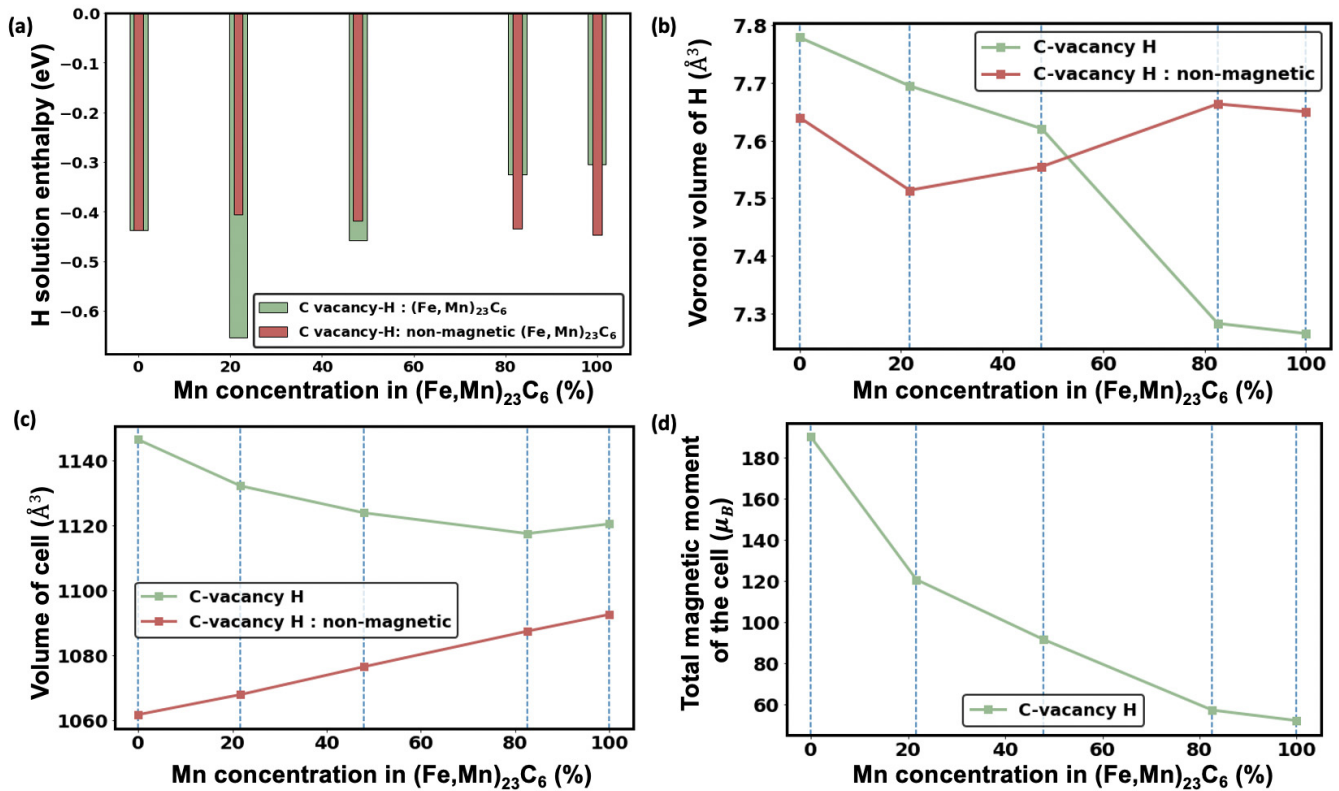 (a)
H solution enthalpy (eV)
0.0
−0.1
−0.2
−0.3
−0.4
−0.5
−0.6
C vacancy-H : (Fe, Mn)₂₃C₆
C vacancy-H: non-magnetic (Fe, Mn)₂₃C₆
0 20 40 60 80 100
Mn concentration in (Fe,Mn)₂₃C₆ (%)
(b)
Voronoi volume of H (Å³)
7.8
7.7
7.6
7.5
7.4
7.3
C-vacancy H
C-vacancy H : non-magnetic
0 20 40 60 80 100
Mn concentration in (Fe,Mn)₂₃C₆ (%)
(c)
Volume of cell (Å³)
1140
1120
1100
1080
1060
C-vacancy H
C-vacancy H : non-magnetic
0 20 40 60 80 100
Mn concentration in (Fe,Mn)₂₃C₆ (%)
(d)
Total magnetic moment
of the cell (μ_B)
180
160
140
120
100
80
60
C-vacancy H
0 20 40 60 80 100
Mn concentration in (Fe,Mn)₂₃C₆ (%)